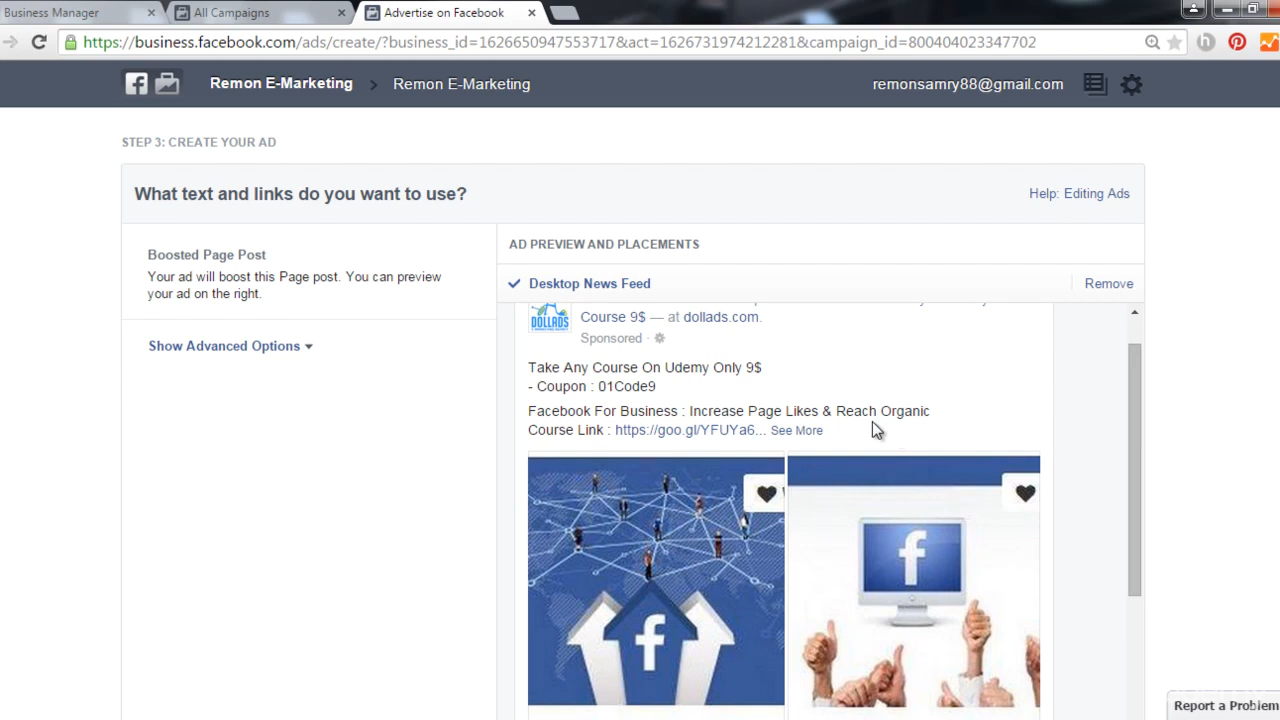 Business Manager
All Campaigns
Advertise on Facebook
https://business.facebook.com/ads/create/?business_id=1626650947553717&act=1626731974212281&campaign_id=800404023347702
Remon E-Marketing > Remon E-Marketing
remonsamry88@gmail.com
STEP 3: CREATE YOUR AD
What text and links do you want to use?
Help: Editing Ads
Boosted Page Post
Your ad will boost this Page post. You can preview
your ad on the right.
Show Advanced Options
AD PREVIEW AND PLACEMENTS
Desktop News Feed
Remove
DOLLADS
Course 9$ — at dollads.com.
Sponsored ·
Take Any Course On Udemy Only 9$
- Coupon : 01Code9
Facebook For Business : Increase Page Likes & Reach Organic
Course Link : https://goo.gl/YFUYa6... See More
Report a Problem